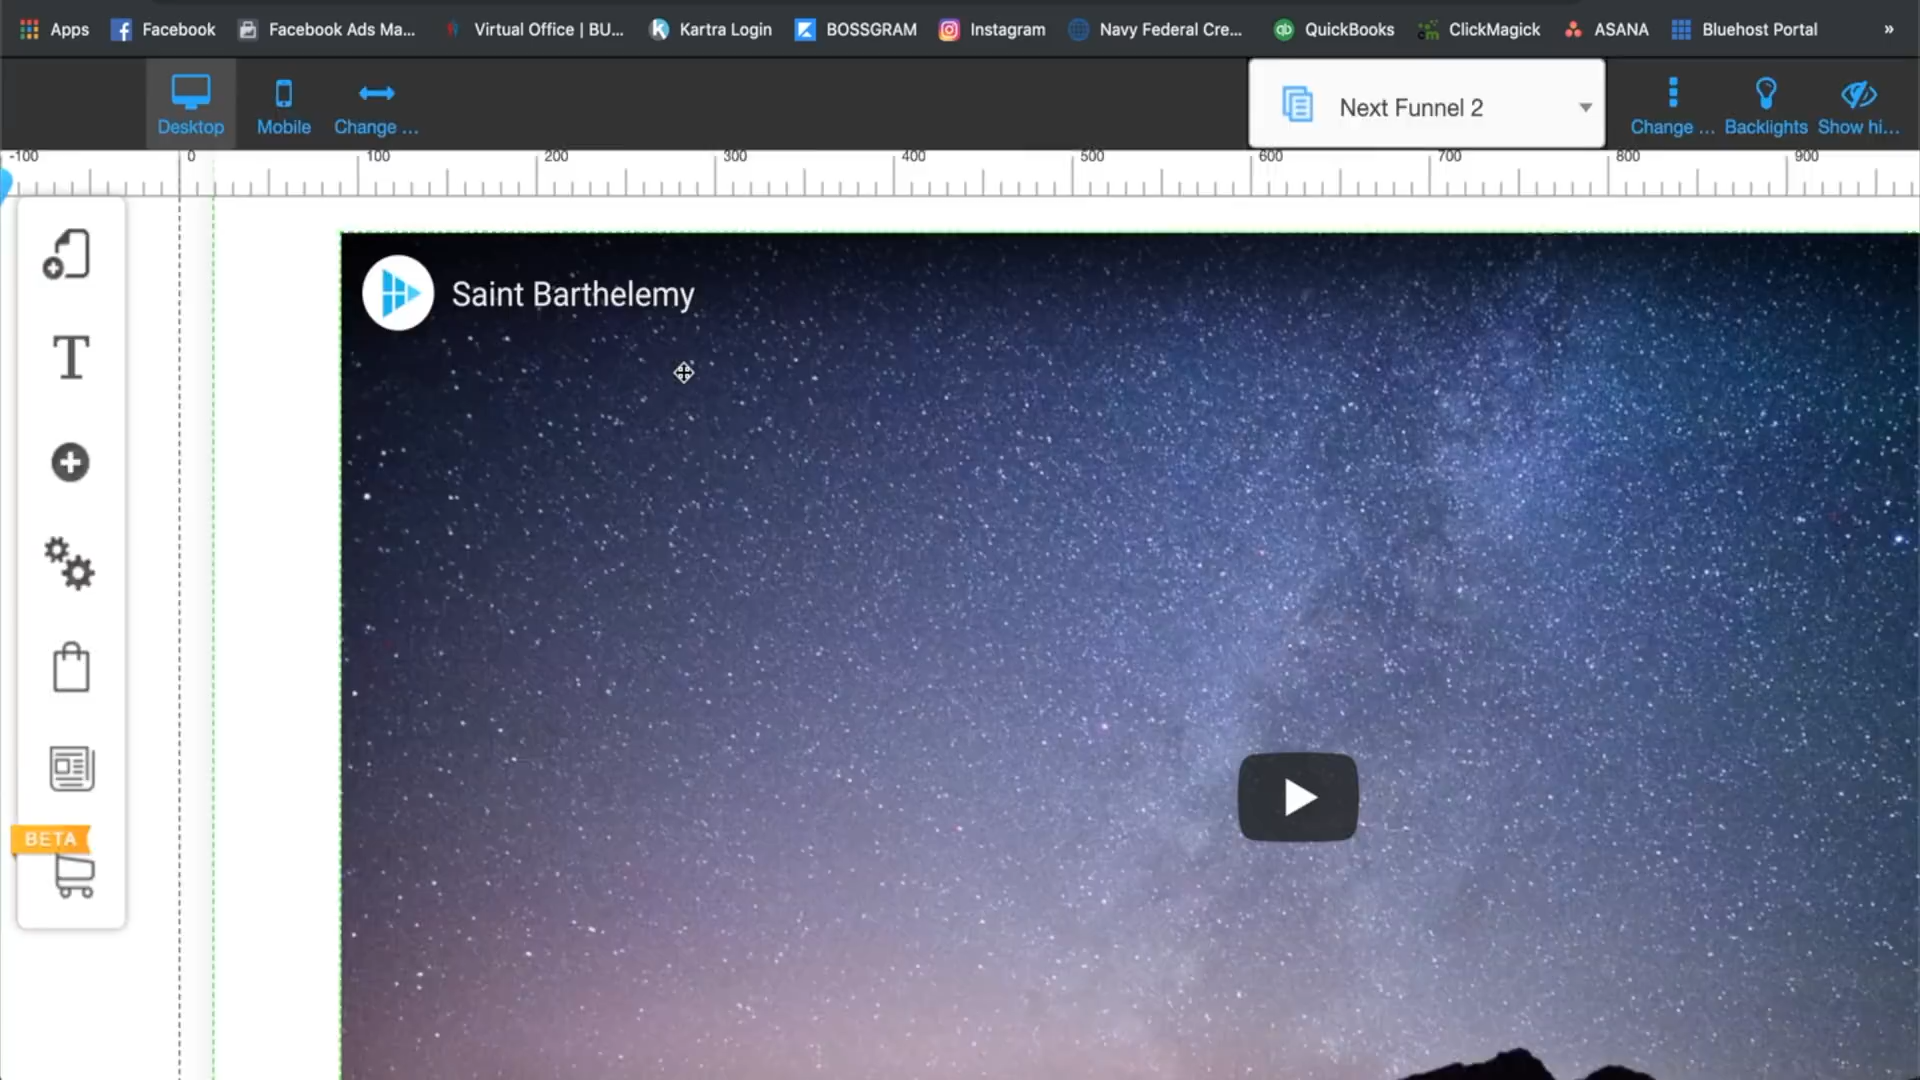 Apps Facebook Facebook Ads Ma... Virtual Office | BU... Kartra Login BOSSGRAM Instagram Navy Federal Cre... QuickBooks ClickMagick ASANA Bluehost Portal »
Desktop Mobile Change ... Next Funnel 2 Change ... Backlights Show hi...
-100 0 100 200 300 400 500 600 700 800 900
Saint Barthelemy
T
BETA